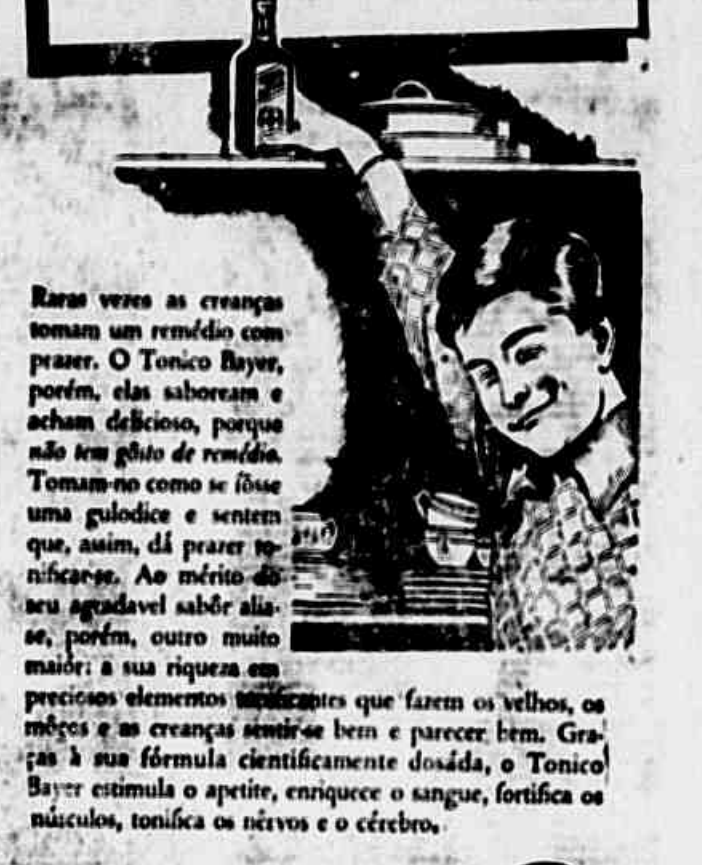 Raras vezes as creanças
tomam um remédio com
prazer. O Tonico Bayer,
porém, elas saboream e
acham delicioso, porque
não tem gôsto de remédio.
Tomam-no como se fôsse
uma gulodice e sentem
que, assim, dá prazer to-
nificar-se. Ao mérito do
seu agradavel sabôr alia-
se, porém, outro muito
maiór: a sua riqueza em
preciosos elementos tonificantes que fazem os velhos, os
môços e as creanças sentir-se bem e parecer bem. Gra-
ças à sua fórmula cientificamente dosáda, o Tonico
Bayer estimula o apetite, enriquece o sangue, fortifica os
músculos, tonifica os nérvos e o cérebro.